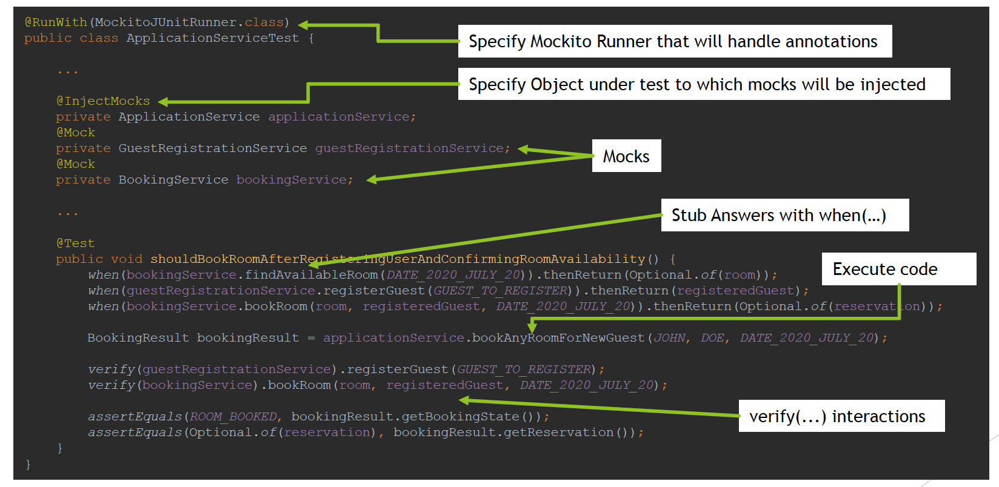 @RunWith(MockitoJUnitRunner.class)
public class ApplicationServiceTest {
Specify Mockito Runner that will handle annotations
...
Specify Object under test to which mocks will be injected
@InjectMocks
private ApplicationService applicationService;
@Mock
private GuestRegistrationService guestRegistrationService;
Mocks
@Mock
private BookingService bookingService;
...
Stub Answers with when(…)
@Test
public void shouldBookRoomAfterRegisteringUserAndConfirmingRoomAvailability() {
Execute code
when(bookingService.findAvailableRoom(DATE_2020_JULY_20)).thenReturn(Optional.of(room));
when(guestRegistrationService.registerGuest(GUEST_TO_REGISTER)).thenReturn(registeredGuest);
when(bookingService.bookRoom(room, registeredGuest, DATE_2020_JULY_20)).thenReturn(Optional.of(reservation));
BookingResult bookingResult = applicationService.bookAnyRoomForNewGuest(JOHN, DOE, DATE_2020_JULY_20);
verify(guestRegistrationService).registerGuest(GUEST_TO_REGISTER);
verify(bookingService).bookRoom(room, registeredGuest, DATE_2020_JULY_20);
verify(...) interactions
assertEquals(ROOM_BOOKED, bookingResult.getBookingState());
assertEquals(Optional.of(reservation), bookingResult.getReservation());
}
}